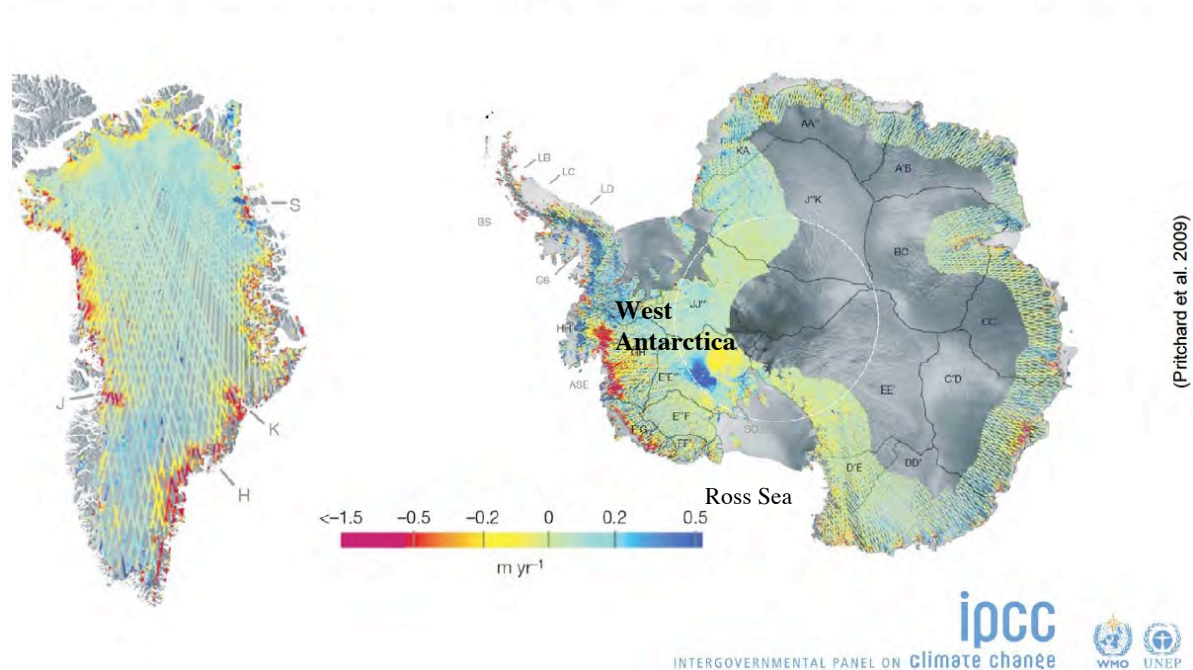 AA"
KA
A'B
LB
LC
LD
J"K
S
BS
BC
C6
JJ"
West
HH'
CC'
Antarctica
GH
ASE
E'E"
EE'
C'D
J
K
E"F
F'G
SC
FF'
D'E
DD'
H
Ross Sea
<−1.5 −0.5 −0.2 0 0.2 0.5
m yr⁻¹
(Pritchard et al. 2009)
ipcc
INTERGOVERNMENTAL PANEL ON climate change
WMO UNEP